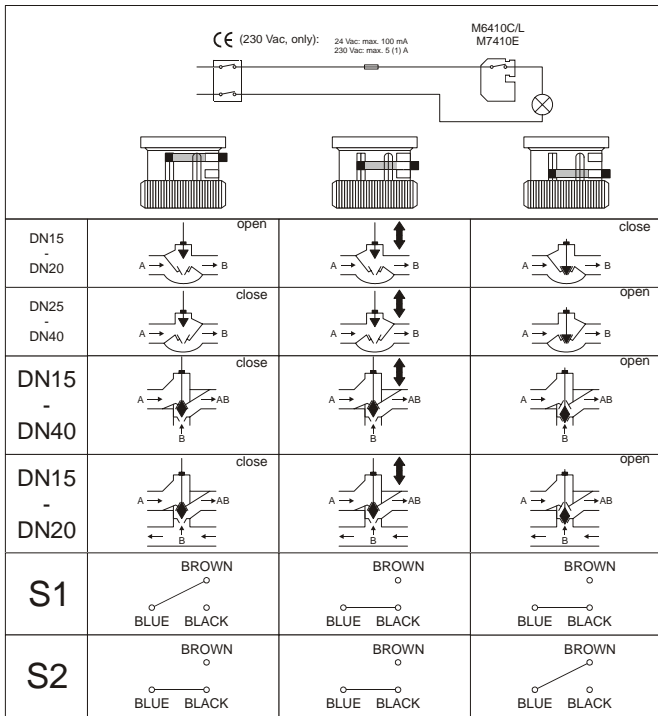 CE (230 Vac, only):
24 Vac: max. 100 mA
230 Vac: max. 5 (1) A
M6410C/L
M7410E
DN15
-
DN20
open
A B
A B
close
A B
DN25
-
DN40
close
A B
A B
open
A B
DN15
-
DN40
close
A AB
B
A AB
B
open
A AB
B
DN15
-
DN20
close
A AB
B
A AB
B
open
A AB
B
S1
BROWN
BLUE BLACK
BROWN
BLUE BLACK
BROWN
BLUE BLACK
S2
BROWN
BLUE BLACK
BROWN
BLUE BLACK
BROWN
BLUE BLACK